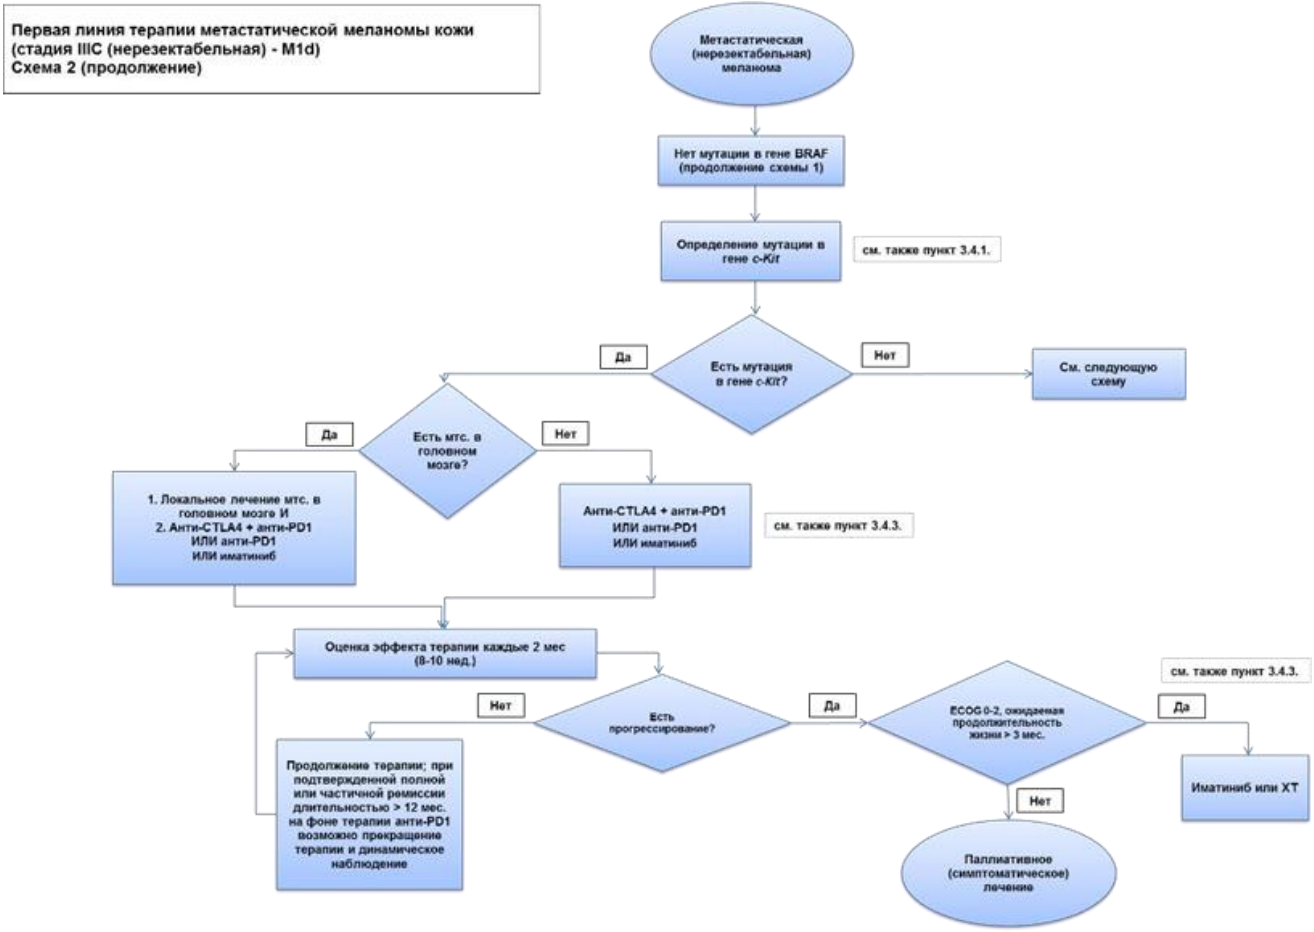 Первая линия терапии метастатической меланомы кожи
(стадия IIIC (нерезектабельная) - M1d)
Схема 2 (продолжение)
Метастатическая
(нерезектабельная)
меланома
Нет мутации в гене BRAF
(продолжение схемы 1)
Определение мутации в
гене c-Kit
см. также пункт 3.4.1.
Есть мутация
в гене c-Kit?
Да
Нет
См. следующую
схему
Есть мтс. в
головном
мозге?
Да
Нет
1. Локальное лечение мтс. в
головном мозге И
2. Анти-CTLA4 + анти-PD1
ИЛИ анти-PD1
ИЛИ иматиниб
Анти-CTLA4 + анти-PD1
ИЛИ анти-PD1
ИЛИ иматиниб
см. также пункт 3.4.3.
Оценка эффекта терапии каждые 2 мес
(8-10 нед.)
Есть
прогрессирование?
Нет
Да
Продолжение терапии; при
подтвержденной полной
или частичной ремиссии
длительностью > 12 мес.
на фоне терапии анти-PD1
возможно прекращение
терапии и динамическое
наблюдение
ECOG 0-2, ожидаемая
продолжительность
жизни > 3 мес.
см. также пункт 3.4.3.
Да
Иматиниб или ХТ
Нет
Паллиативное
(симптоматическое)
лечение